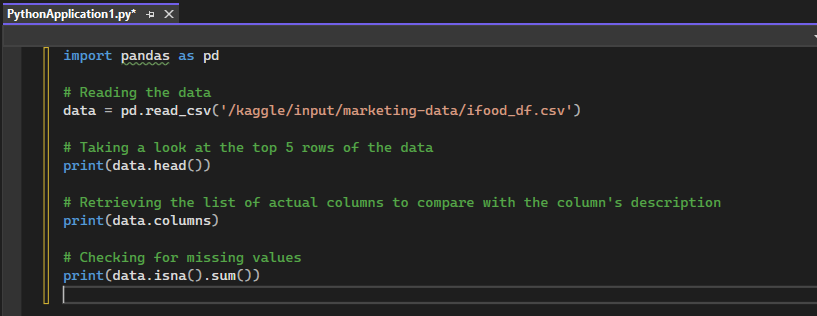 PythonApplication1.py*
import pandas as pd
# Reading the data
data = pd.read_csv('/kaggle/input/marketing-data/ifood_df.csv')
# Taking a look at the top 5 rows of the data
print(data.head())
# Retrieving the list of actual columns to compare with the column's description
print(data.columns)
# Checking for missing values
print(data.isna().sum())